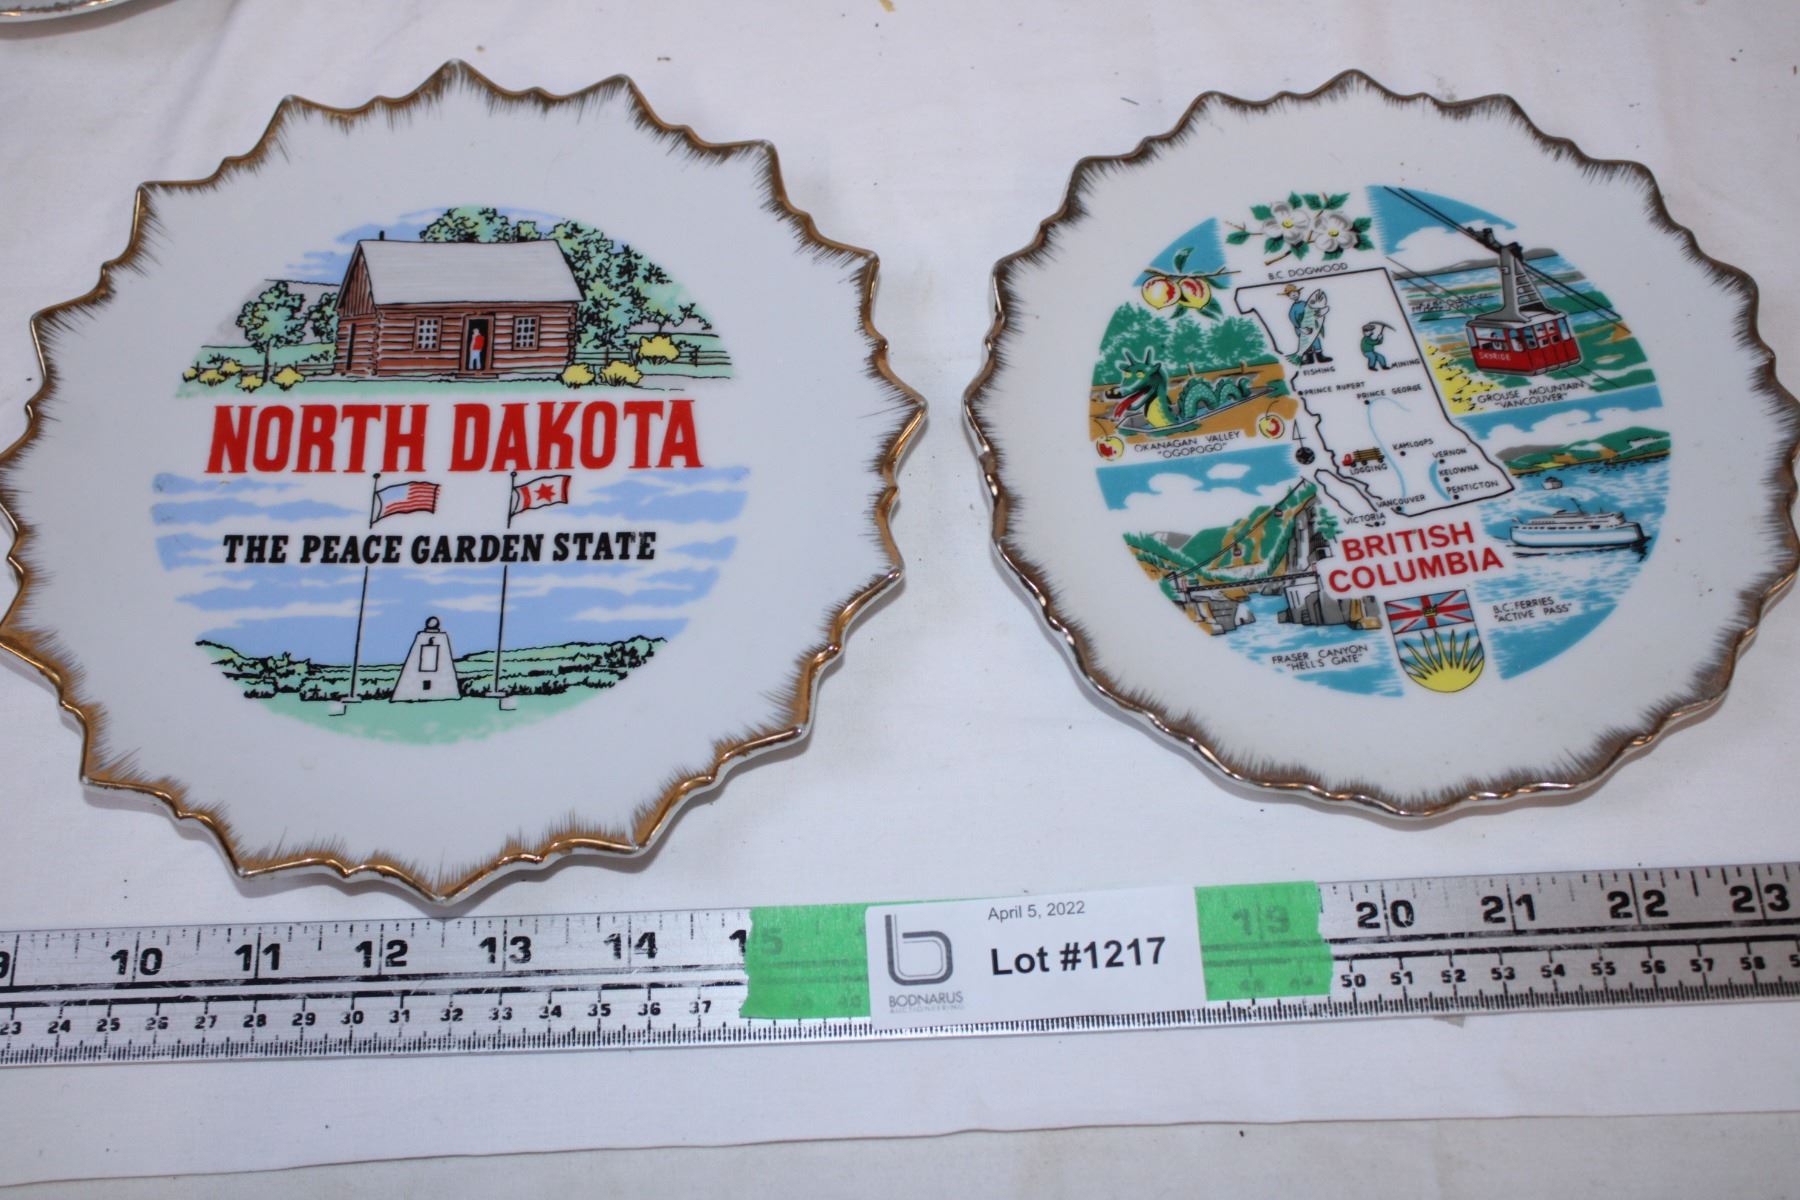 NORTH DAKOTA
THE PEACE GARDEN STATE
B.C. DOGWOOD
FISHING
MINING
PRINCE RUPERT
PRINCE GEORGE
SKYRIDE
GROUSE MOUNTAIN
"VANCOUVER"
OKANAGAN VALLEY
"OGOPOGO"
LOGGING
KAMLOOPS
VERNON
KELOWNA
PENTICTON
VANCOUVER
VICTORIA
BRITISH
COLUMBIA
B.C. FERRIES
"ACTIVE PASS"
FRASER CANYON
"HELL'S GATE"
April 5, 2022
Lot #1217
BODNARUS
AUCTIONEERING
9 10 11 12 13 14 15 19 20 21 22 23
23 24 25 26 27 28 29 30 31 32 33 34 35 36 37 50 51 52 53 54 55 56 57 58